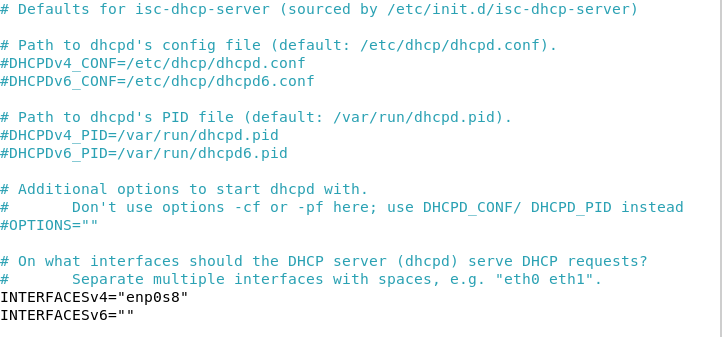 # Defaults for isc-dhcp-server (sourced by /etc/init.d/isc-dhcp-server)
# Path to dhcpd's config file (default: /etc/dhcp/dhcpd.conf).
#DHCPDv4_CONF=/etc/dhcp/dhcpd.conf
#DHCPDv6_CONF=/etc/dhcp/dhcpd6.conf
# Path to dhcpd's PID file (default: /var/run/dhcpd.pid).
#DHCPDv4_PID=/var/run/dhcpd.pid
#DHCPDv6_PID=/var/run/dhcpd6.pid
# Additional options to start dhcpd with.
#       Don't use options -cf or -pf here; use DHCPD_CONF/ DHCPD_PID instead
#OPTIONS=""
# On what interfaces should the DHCP server (dhcpd) serve DHCP requests?
#       Separate multiple interfaces with spaces, e.g. "eth0 eth1".
INTERFACESv4="enp0s8"
INTERFACESv6=""